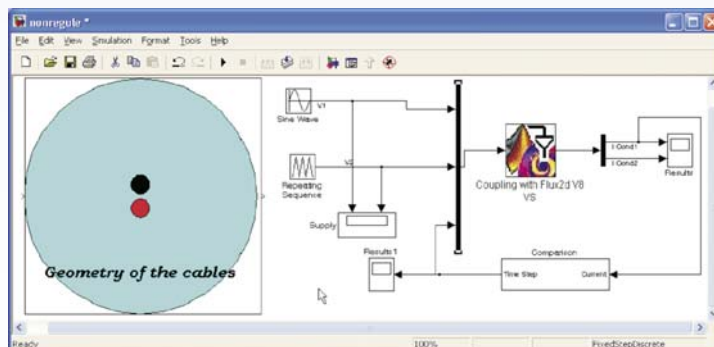 nonregule *
File Edit View Simulation Format Tools Help
V1
Sine Wave
V2
Repeating
Sequence
Supply
Results1
Coupling with Flux2d V8
VS
I Cond1
I Cond2
Results
Comparison
Time Step
Current
Geometry of the cables
Ready
100%
FixedStepDiscrete